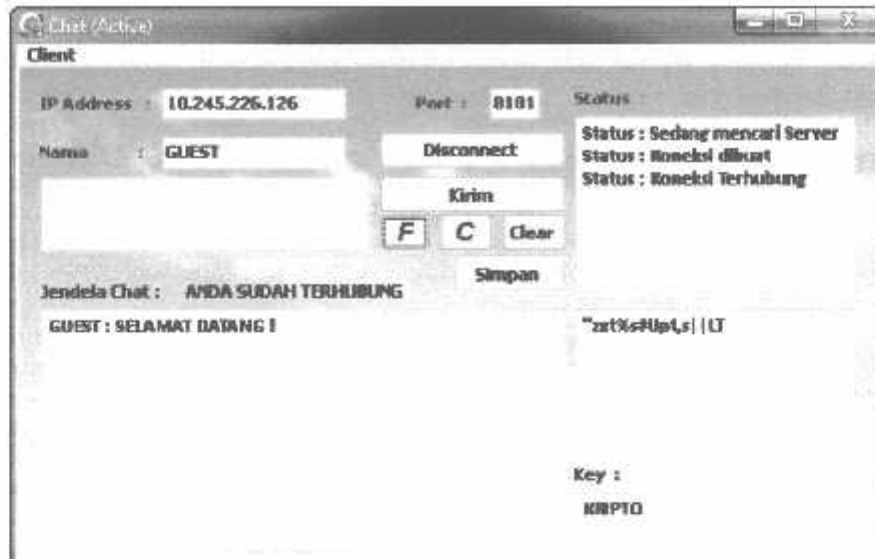 Chat (Active)
Client
IP Address : 10.245.226.126
Port : 8181
Status :
Nama : GUEST
Disconnect
Status : Sedang mencari Server
Status : Koneksi dibuat
Status : Koneksi Terhubung
Kirim
F C Clear
Simpan
Jendela Chat : ANDA SUDAH TERHUBUNG
GUEST : SELAMAT DATANG !
Key :
KRIPTO